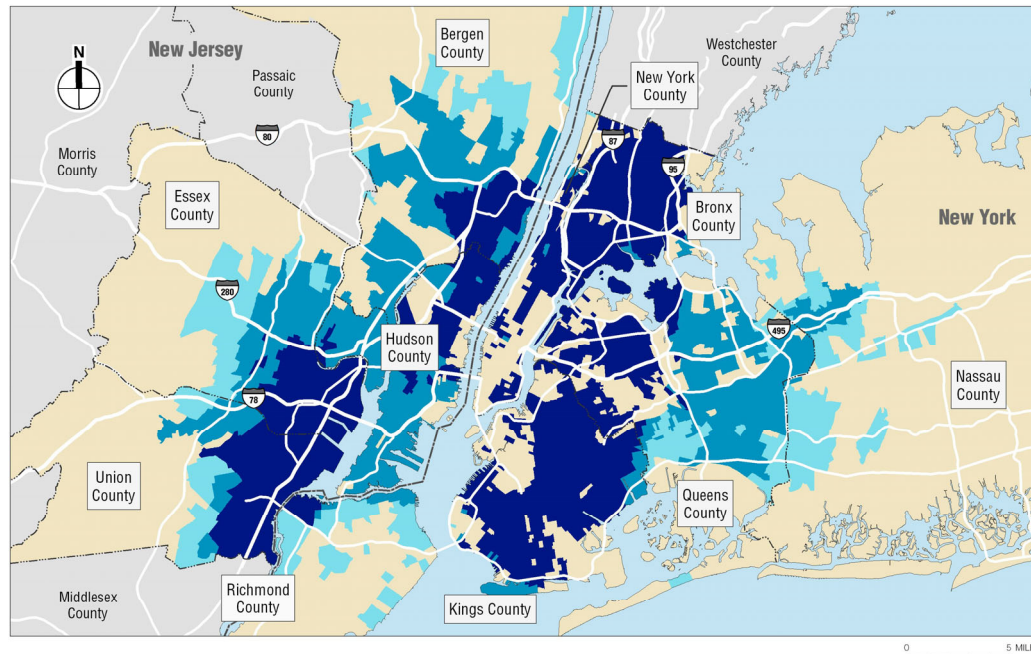 N
New Jersey
Bergen
County
Westchester
County
Passaic
County
New York
County
80
87
Morris
County
95
Essex
County
Bronx
County
New York
280
495
Hudson
County
78
Nassau
County
Union
County
Queens
County
Richmond
County
Middlesex
County
Kings County
0
5 MIL